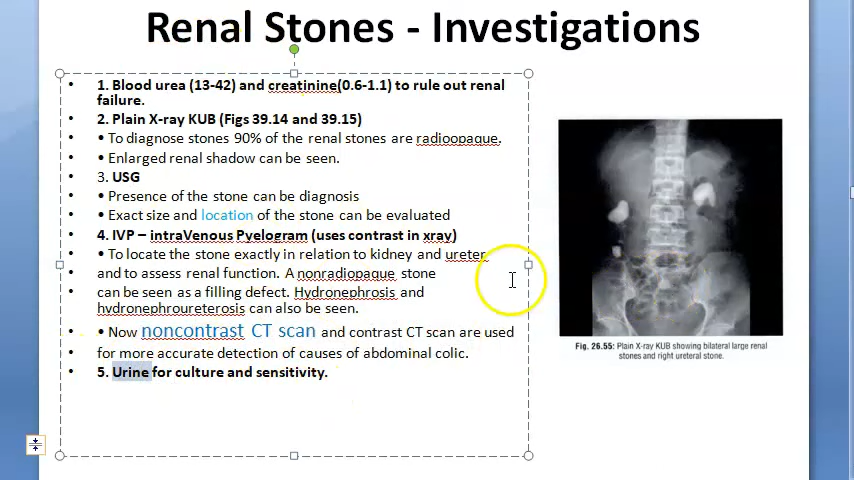 Renal Stones - Investigations
• 1. Blood urea (13-42) and creatinine(0.6-1.1) to rule out renal
failure.
• 2. Plain X-ray KUB (Figs 39.14 and 39.15)
• • To diagnose stones 90% of the renal stones are radioopaque.
• • Enlarged renal shadow can be seen.
• 3. USG
• • Presence of the stone can be diagnosis
• • Exact size and location of the stone can be evaluated
• 4. IVP – intraVenous Pyelogram (uses contrast in xray)
• • To locate the stone exactly in relation to kidney and ureter
• and to assess renal function. A nonradiopaque stone
• can be seen as a filling defect. Hydronephrosis and
hydronephroureterosis can also be seen.
• • Now noncontrast CT scan and contrast CT scan are used
• for more accurate detection of causes of abdominal colic.
• 5. Urine for culture and sensitivity.
Fig. 26.55: Plain X-ray KUB showing bilateral large renal
stones and right ureteral stone.